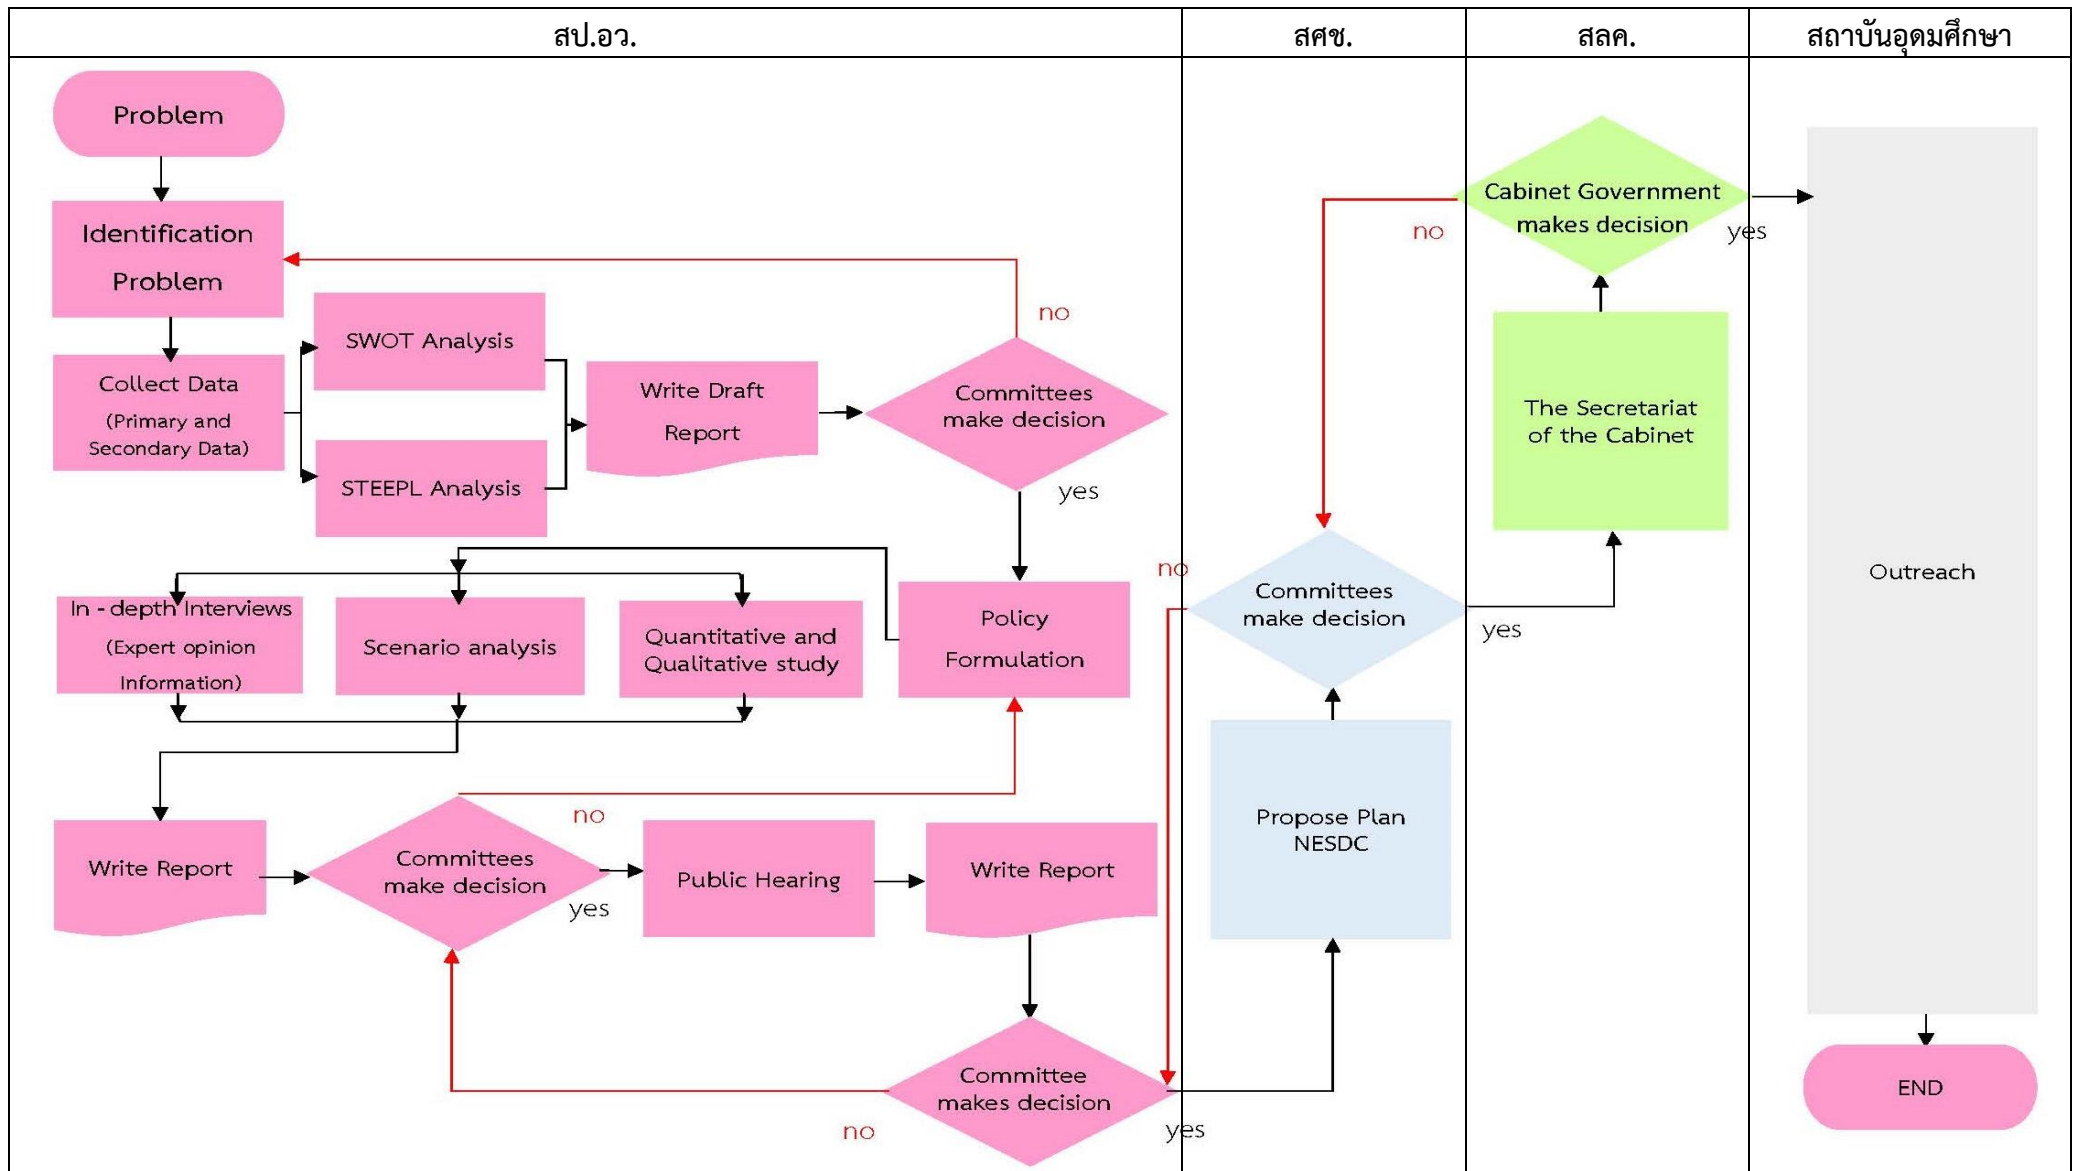 สป.อว.
สศช.
สลค.
สถาบันอุดมศึกษา
Problem
Identification
Problem
Collect Data
(Primary and
Secondary Data)
SWOT Analysis
STEEPL Analysis
Write Draft
Report
no
Committees
make decision
yes
Policy
Formulation
In - depth Interviews
(Expert opinion
Information)
Scenario analysis
Quantitative and
Qualitative study
Write Report
Committees
make decision
no
yes
Public Hearing
Write Report
Committee
makes decision
no
yes
Propose Plan
NESDC
Committees
make decision
no
yes
The Secretariat
of the Cabinet
Cabinet Government
makes decision
no
yes
Outreach
END